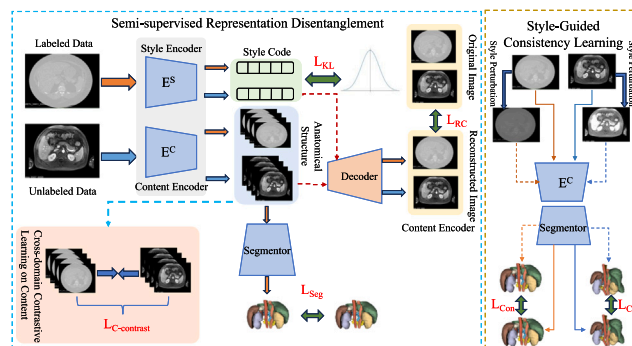 Semi-supervised Representation Disentanglement
Labeled Data
Style Encoder
Style Code
E^S
L_KL
Original Image
E^C
Anatomical
Structure
L_RC
Reconstructed Image
Unlabeled Data
Content Encoder
Decoder
Content Encoder
Cross-domain Contrastive
Learning on Content
L_C-contrast
Segmentor
L_Seg
Style-Guided
Consistency Learning
Style Perturbation
Style Perturbation
E^C
Segmentor
L_Con
L_C